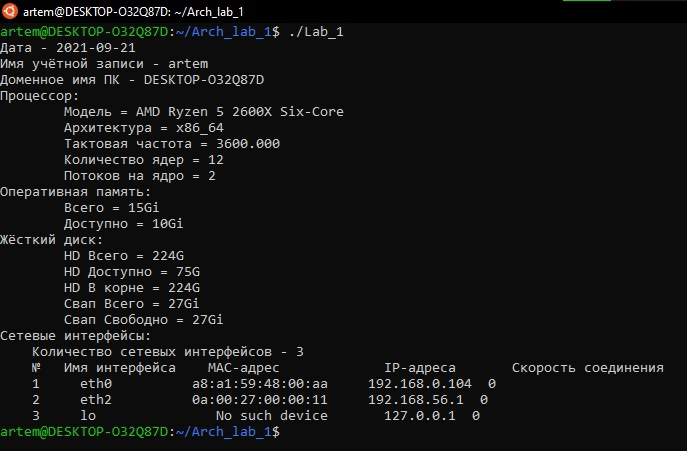 artem@DESKTOP-O32Q87D: ~/Arch_lab_1
artem@DESKTOP-O32Q87D:~/Arch_lab_1$ ./Lab_1
Дата - 2021-09-21
Имя учётной записи - artem
Доменное имя ПК - DESKTOP-O32Q87D
Процессор:
Модель = AMD Ryzen 5 2600X Six-Core
Архитектура = x86_64
Тактовая частота = 3600.000
Количество ядер = 12
Потоков на ядро = 2
Оперативная память:
Всего = 15Gi
Доступно = 10Gi
Жёсткий диск:
HD Всего = 224G
HD Доступно = 75G
HD В корне = 224G
Свап Всего = 27Gi
Свап Свободно = 27Gi
Сетевые интерфейсы:
Количество сетевых интерфейсов - 3
№ Имя интерфейса MAC-адрес IP-адреса Скорость соединения
1 eth0 a8:a1:59:48:00:aa 192.168.0.104 0
2 eth2 0a:00:27:00:00:11 192.168.56.1 0
3 lo No such device 127.0.0.1 0
artem@DESKTOP-O32Q87D:~/Arch_lab_1$